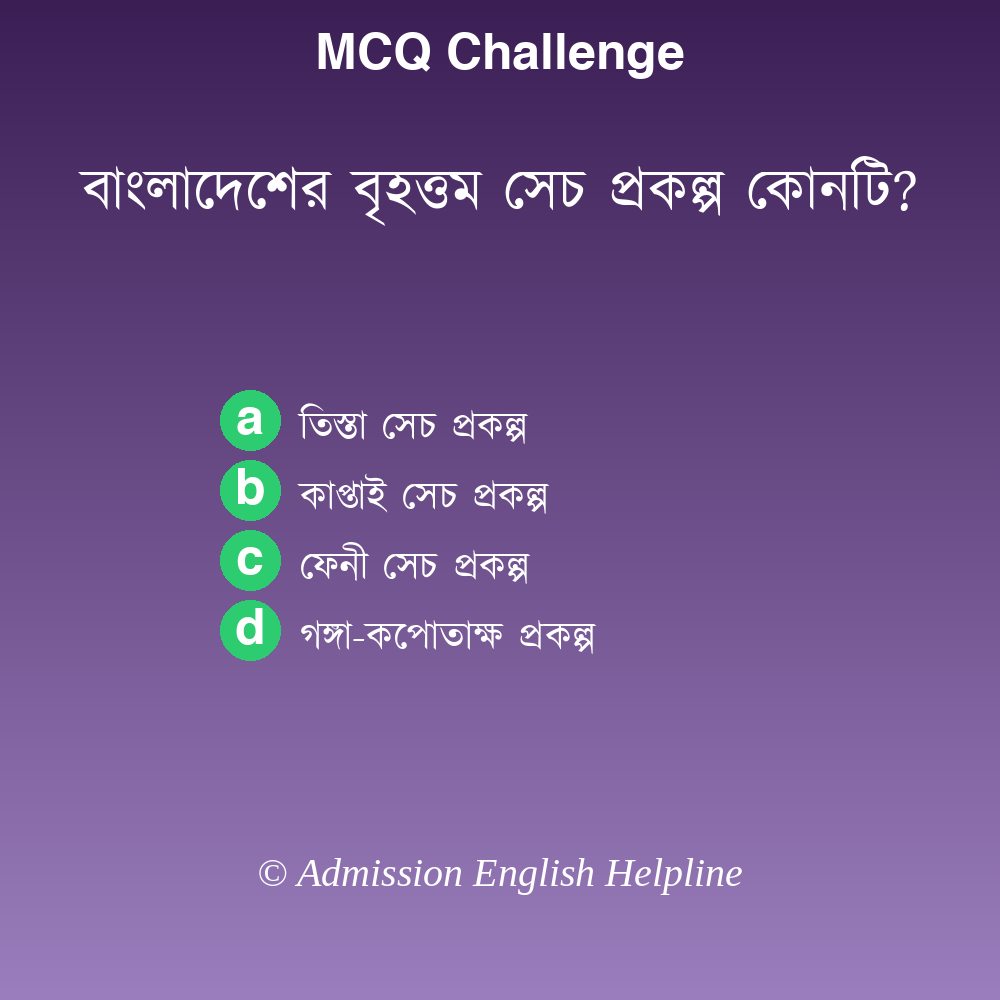 MCQ Challenge
বাংলাদেশের বৃহত্তম সেচ প্রকল্প কোনটি?
a তিস্তা সেচ প্রকল্প
b কাপ্তাই সেচ প্রকল্প
c ফেনী সেচ প্রকল্প
d গঙ্গা-কপোতাক্ষ প্রকল্প
© Admission English Helpline